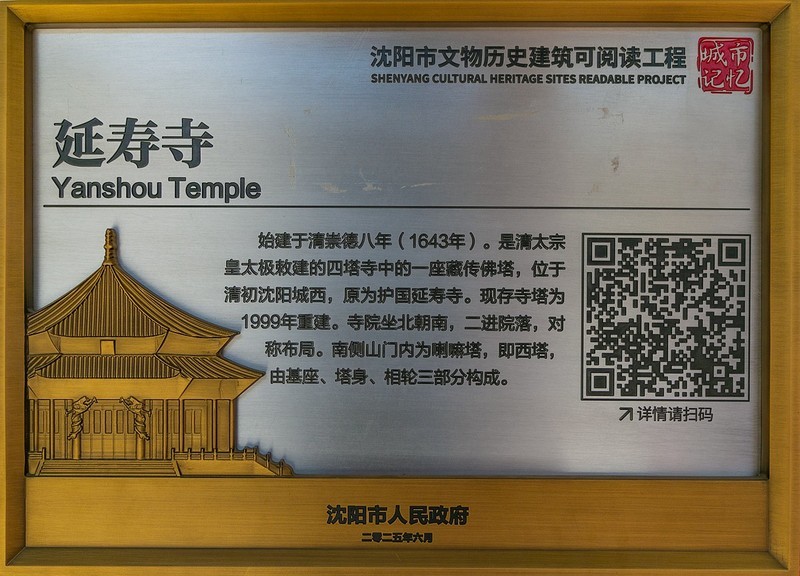 沈阳市文物历史建筑可阅读工程
SHENYANG CULTURAL HERITAGE SITES READABLE PROJECT
城市记忆
延寿寺
Yanshou Temple
始建于清崇德八年（1643年）。是清太宗
皇太极敕建的四塔寺中的一座藏传佛塔，位于
清初沈阳城西，原为护国延寿寺。现存寺塔为
1999年重建。寺院坐北朝南，二进院落，对
称布局。南侧山门内为喇嘛塔，即西塔，
由基座、塔身、相轮三部分构成。
详情请扫码
沈阳市人民政府
二零二五年六月